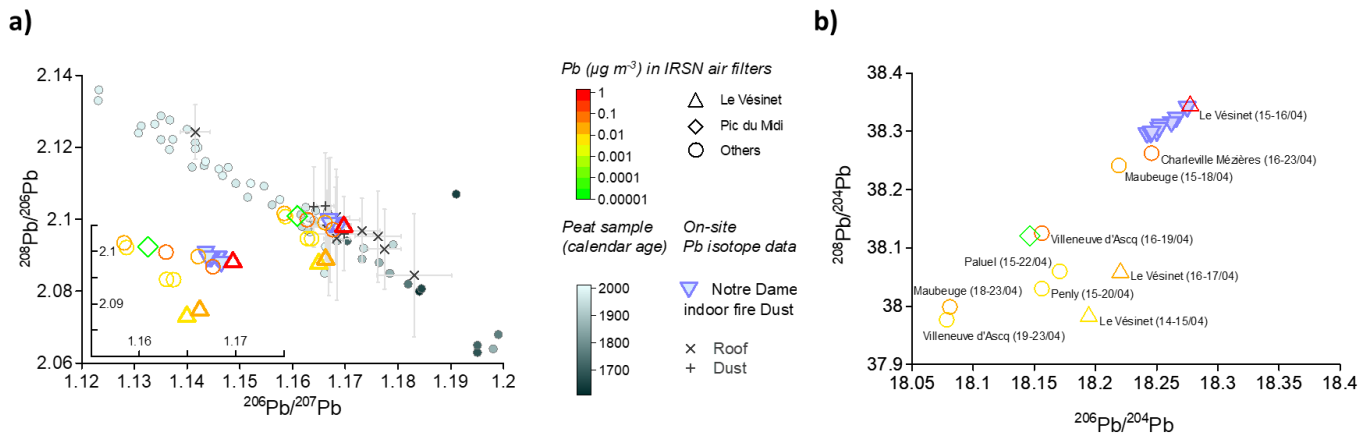 a)
2.14
2.12
2.1
2.08
2.06
²⁰⁸Pb/²⁰⁶Pb
2.1
2.09
1.16
1.17
1.12
1.13
1.14
1.15
1.16
1.17
1.18
1.19
1.2
²⁰⁶Pb/²⁰⁷Pb
Pb (µg m⁻³) in IRSN air filters
1
0.1
0.01
0.001
0.0001
0.00001
Le Vésinet
Pic du Midi
Others
Peat sample
(calendar age)
2000
1900
1800
1700
On-site
Pb isotope data
Notre Dame
indoor fire Dust
Roof
Dust
b)
38.4
38.3
38.2
38.1
38
37.9
²⁰⁸Pb/²⁰⁴Pb
Le Vésinet (15-16/04)
Charleville Mézières (16-23/04)
Maubeuge (15-18/04)
Villeneuve d'Ascq (16-19/04)
Paluel (15-22/04)
Le Vésinet (16-17/04)
Maubeuge (18-23/04)
Penly (15-20/04)
Le Vésinet (14-15/04)
Villeneuve d'Ascq (19-23/04)
18.05
18.1
18.15
18.2
18.25
18.3
18.35
18.4
²⁰⁶Pb/²⁰⁴Pb